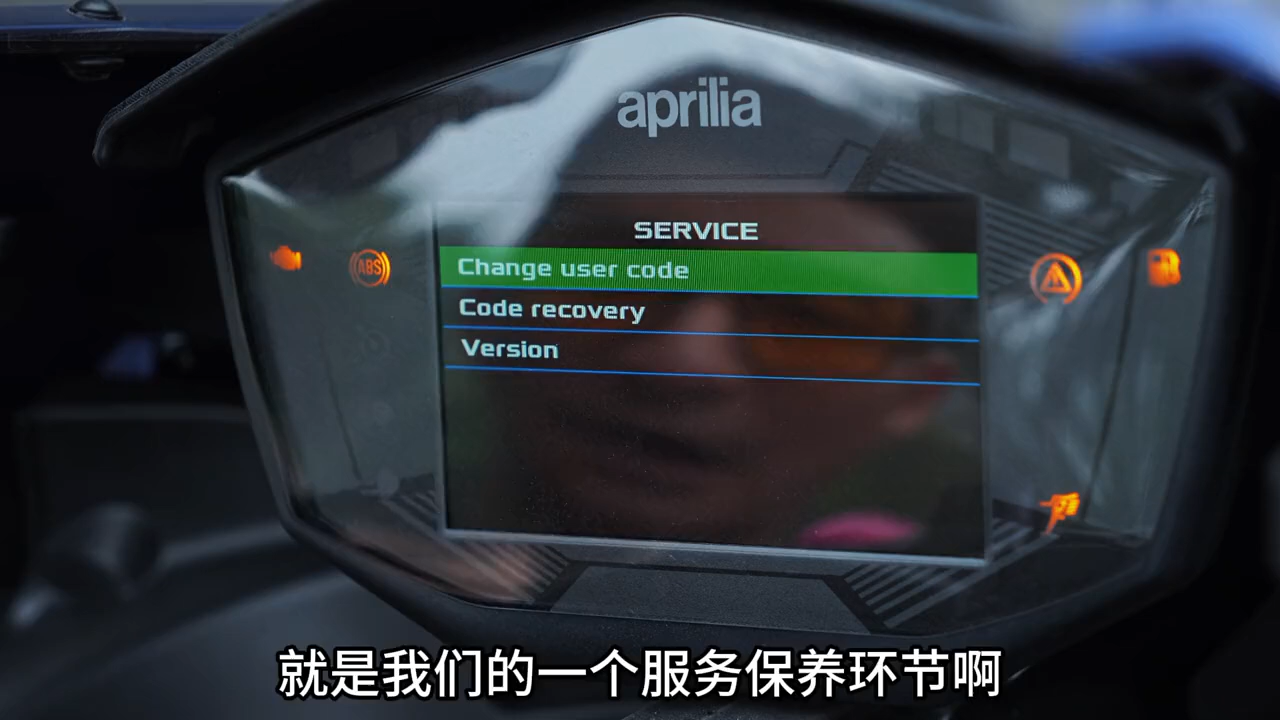 aprilia
SERVICE
Change user code
Code recovery
Version
ABS
就是我们的一个服务保养环节啊